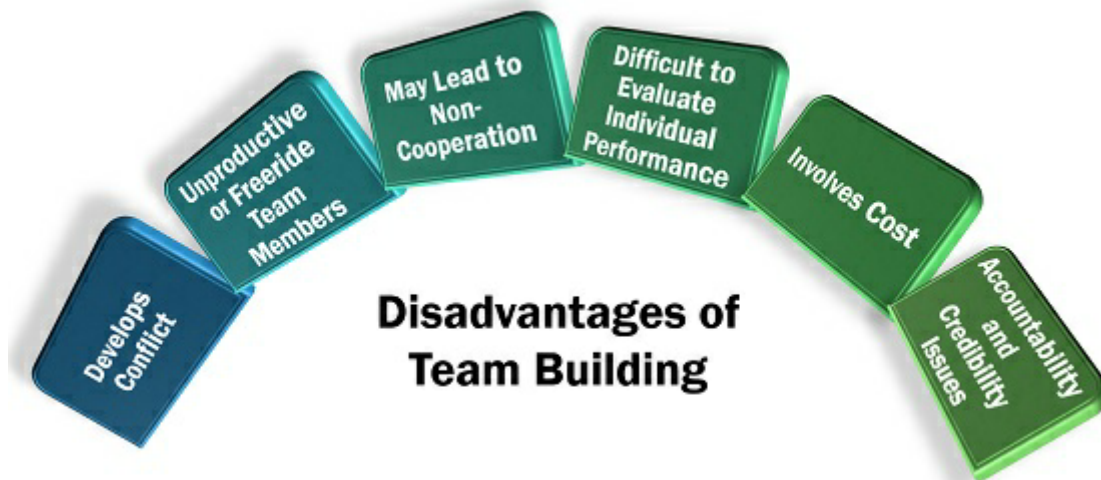 Develops
Conflict
Unproductive
or Freeride
Team
Members
May Lead to
Non-
Cooperation
Difficult to
Evaluate
Individual
Performance
Involves Cost
Accountability
and
Credibility
Issues
Disadvantages of
Team Building